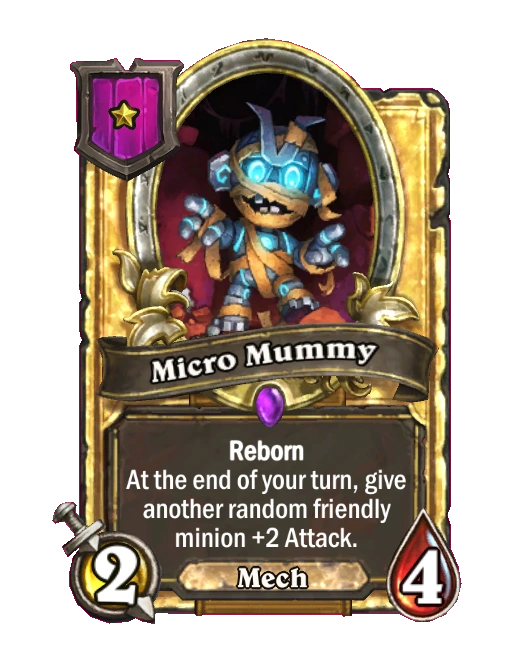 Micro Mummy
Reborn
At the end of your turn, give
another random friendly
minion +2 Attack.
2
Mech
4